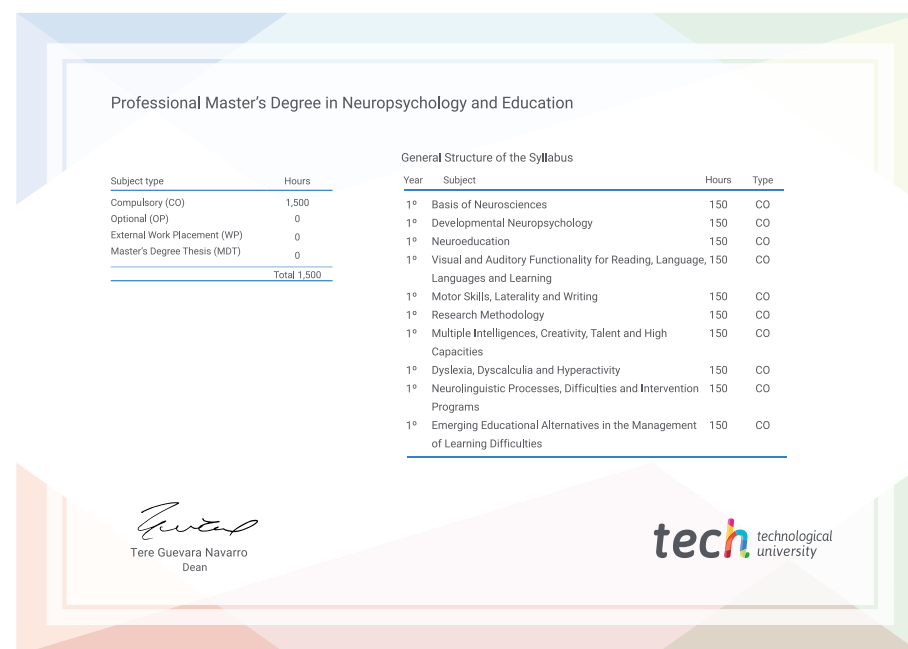 Professional Master's Degree in Neuropsychology and Education
Subject type Hours
Compulsory (CO) 1,500
Optional (OP) 0
External Work Placement (WP) 0
Master's Degree Thesis (MDT) 0
Total 1,500
General Structure of the Syllabus
Year Subject Hours Type
1º Basis of Neurosciences 150 CO
1º Developmental Neuropsychology 150 CO
1º Neuroeducation 150 CO
1º Visual and Auditory Functionality for Reading, Language, 150 CO
Languages and Learning
1º Motor Skills, Laterality and Writing 150 CO
1º Research Methodology 150 CO
1º Multiple Intelligences, Creativity, Talent and High 150 CO
Capacities
1º Dyslexia, Dyscalculia and Hyperactivity 150 CO
1º Neurolinguistic Processes, Difficulties and Intervention 150 CO
Programs
1º Emerging Educational Alternatives in the Management 150 CO
of Learning Difficulties
Tere Guevara Navarro
Dean
tech technological
university